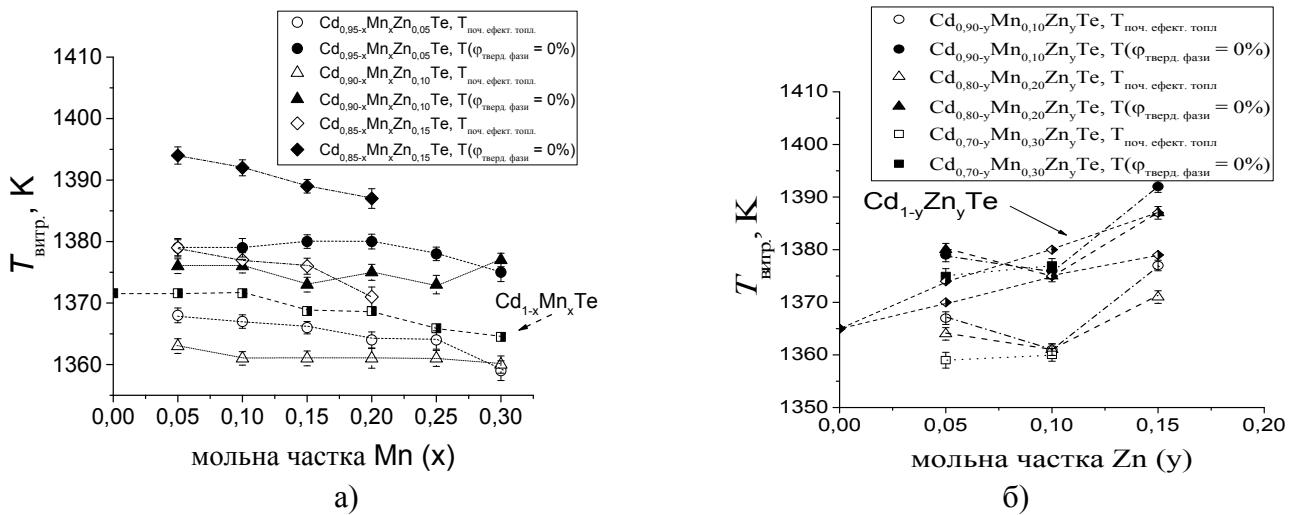 Cd0,95-xMnxZn0,05Te, Tпоч. ефект. топл.
Cd0,95-xMnxZn0,05Te, T(φтверд. фази = 0%)
Cd0,90-xMnxZn0,10Te, Tпоч. ефект. топл.
Cd0,90-xMnxZn0,10Te, T(φтверд. фази = 0%)
Cd0,85-xMnxZn0,15Te, Tпоч. ефект. топл.
Cd0,85-xMnxZn0,15Te, T(φтверд. фази = 0%)
1410
1400
1390
1380
1370
1360
Tвитр., K
Cd1-xMnxTe
0,00 0,05 0,10 0,15 0,20 0,25 0,30
мольна частка Mn (x)
а)
Cd0,90-yMn0,10ZnyTe, Tпоч. ефект. топл
Cd0,90-yMn0,10ZnyTe, T(φтверд. фази = 0%)
Cd0,80-yMn0,20ZnyTe, Tпоч. ефект. топл
Cd0,80-yMn0,20ZnyTe, T(φтверд. фази = 0%)
Cd0,70-yMn0,30ZnyTe, Tпоч. ефект. топл.
Cd0,70-yMn0,30ZnyTe, T(φтверд. фази = 0%)
1410
1400
1390
1380
1370
1360
1350
Tвитр., K
Cd1-yZnyTe
0,00 0,05 0,10 0,15 0,20
мольна частка Zn (y)
б)